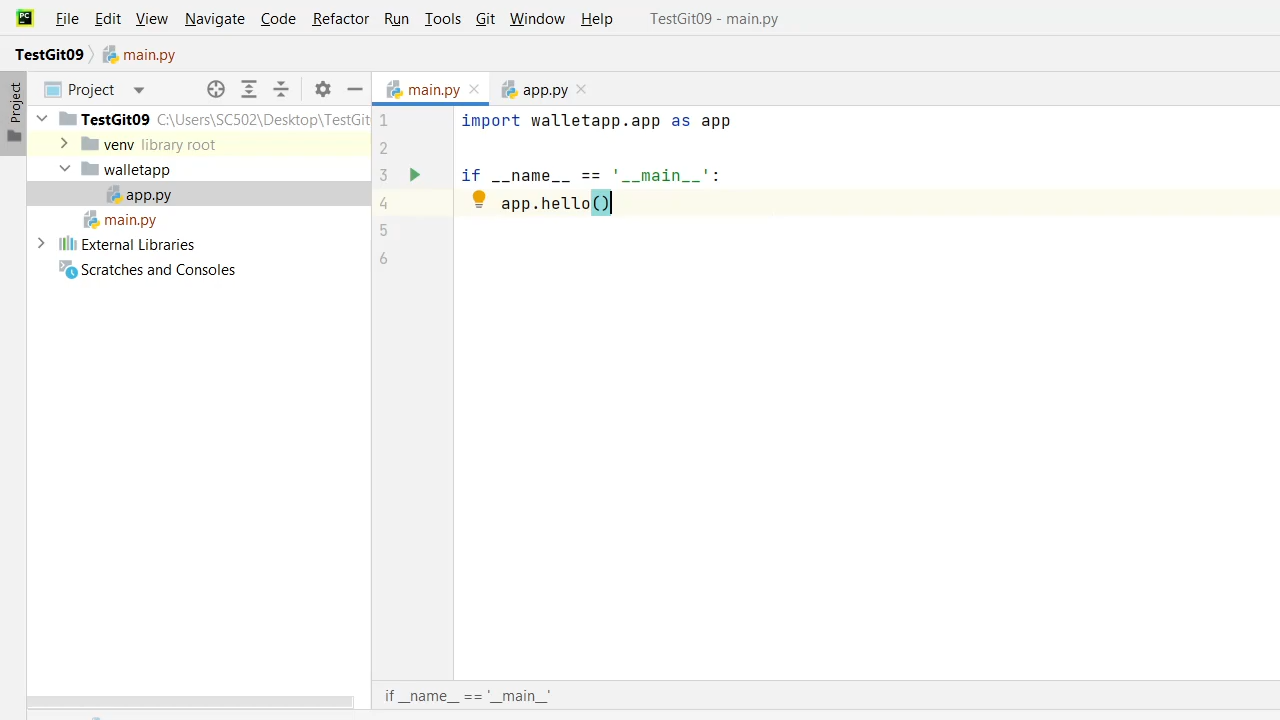 PC
File Edit View Navigate Code Refactor Run Tools Git Window Help TestGit09 - main.py
TestGit09 main.py
Project
Project
main.py
app.py
TestGit09 C:\Users\SC502\Desktop\TestGit
venv library root
walletapp
app.py
main.py
External Libraries
Scratches and Consoles
1 import walletapp.app as app
2
3 if __name__ == '__main__':
4 app.hello()
5
6
if __name__ == '__main__'